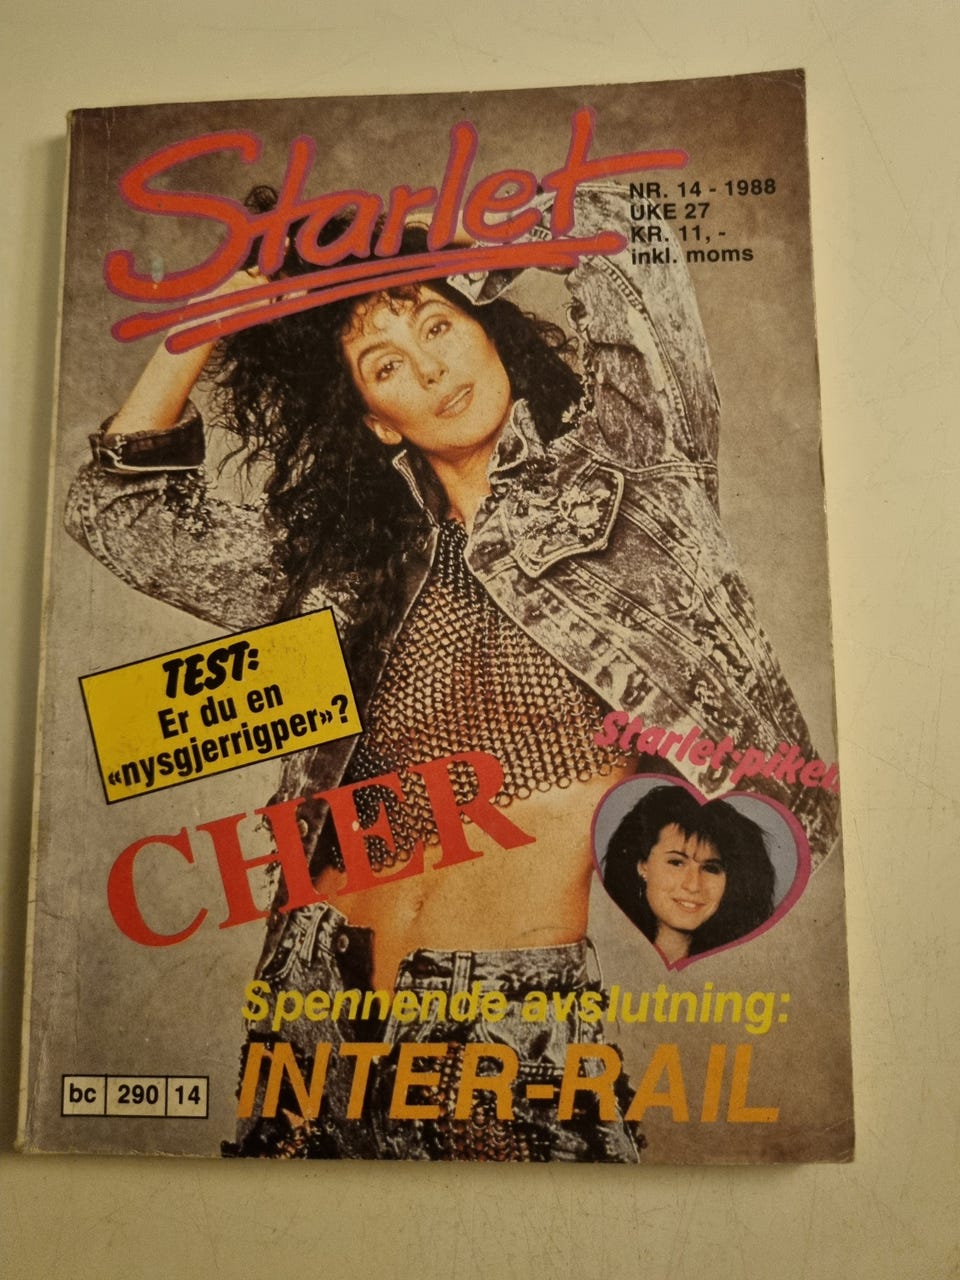 Starlet
NR. 14 - 1988
UKE 27
KR. 11,-
inkl. moms
TEST:
Er du en
«nysgjerrigper»?
CHER
Starlet-piken
Spennende avslutning:
INTER-RAIL
bc 290 14